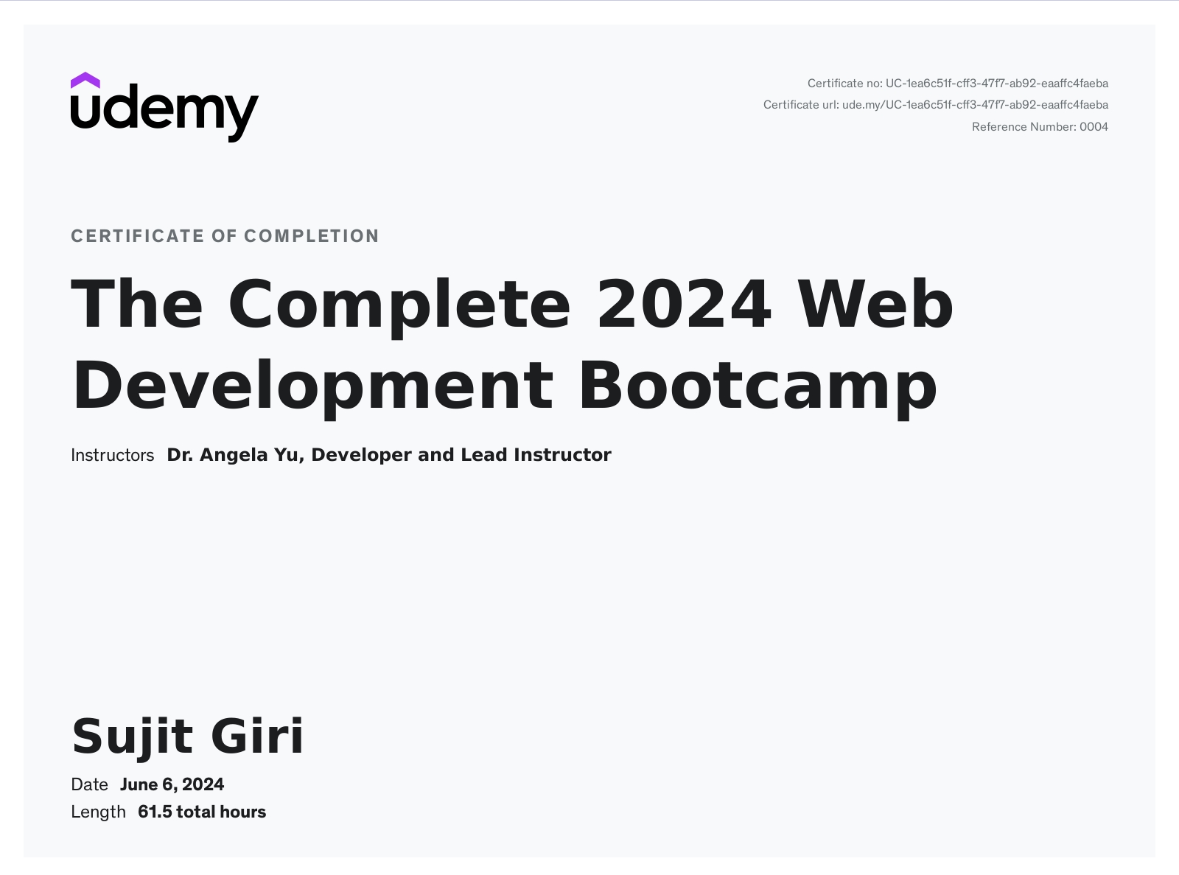 udemy
Certificate no: UC-1ea6c51f-cff3-47f7-ab92-eaaffc4faeba
Certificate url: ude.my/UC-1ea6c51f-cff3-47f7-ab92-eaaffc4faeba
Reference Number: 0004
CERTIFICATE OF COMPLETION
The Complete 2024 Web
Development Bootcamp
Instructors Dr. Angela Yu, Developer and Lead Instructor
Sujit Giri
Date June 6, 2024
Length 61.5 total hours